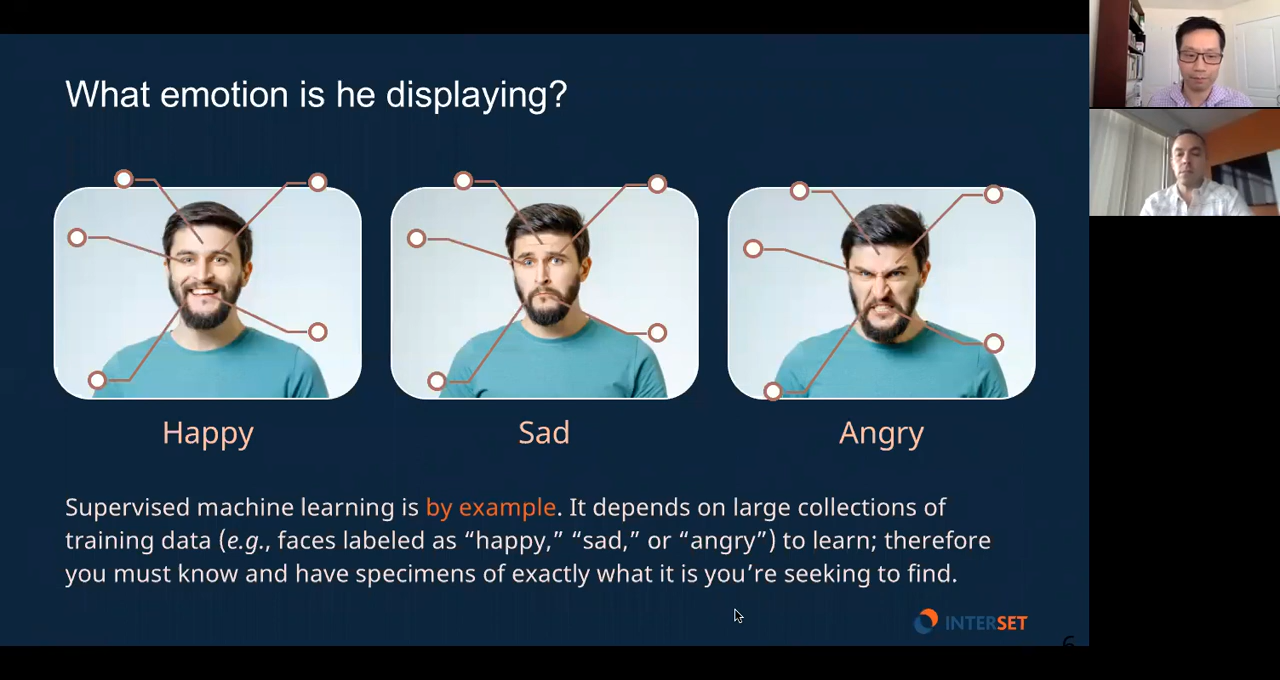 What emotion is he displaying?
Happy
Sad
Angry
Supervised machine learning is by example. It depends on large collections of
training data (e.g., faces labeled as “happy,” “sad,” or “angry”) to learn; therefore
you must know and have specimens of exactly what it is you’re seeking to find.
INTERSET
6